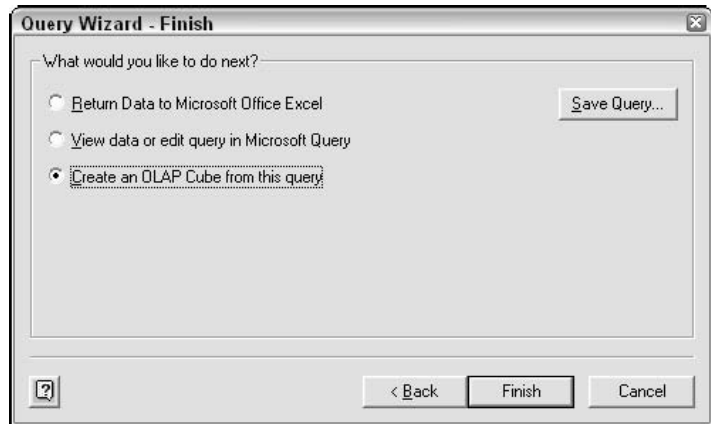 Query Wizard - Finish
What would you like to do next?
Return Data to Microsoft Office Excel
Save Query...
View data or edit query in Microsoft Query
Create an OLAP Cube from this query
?
< Back
Finish
Cancel